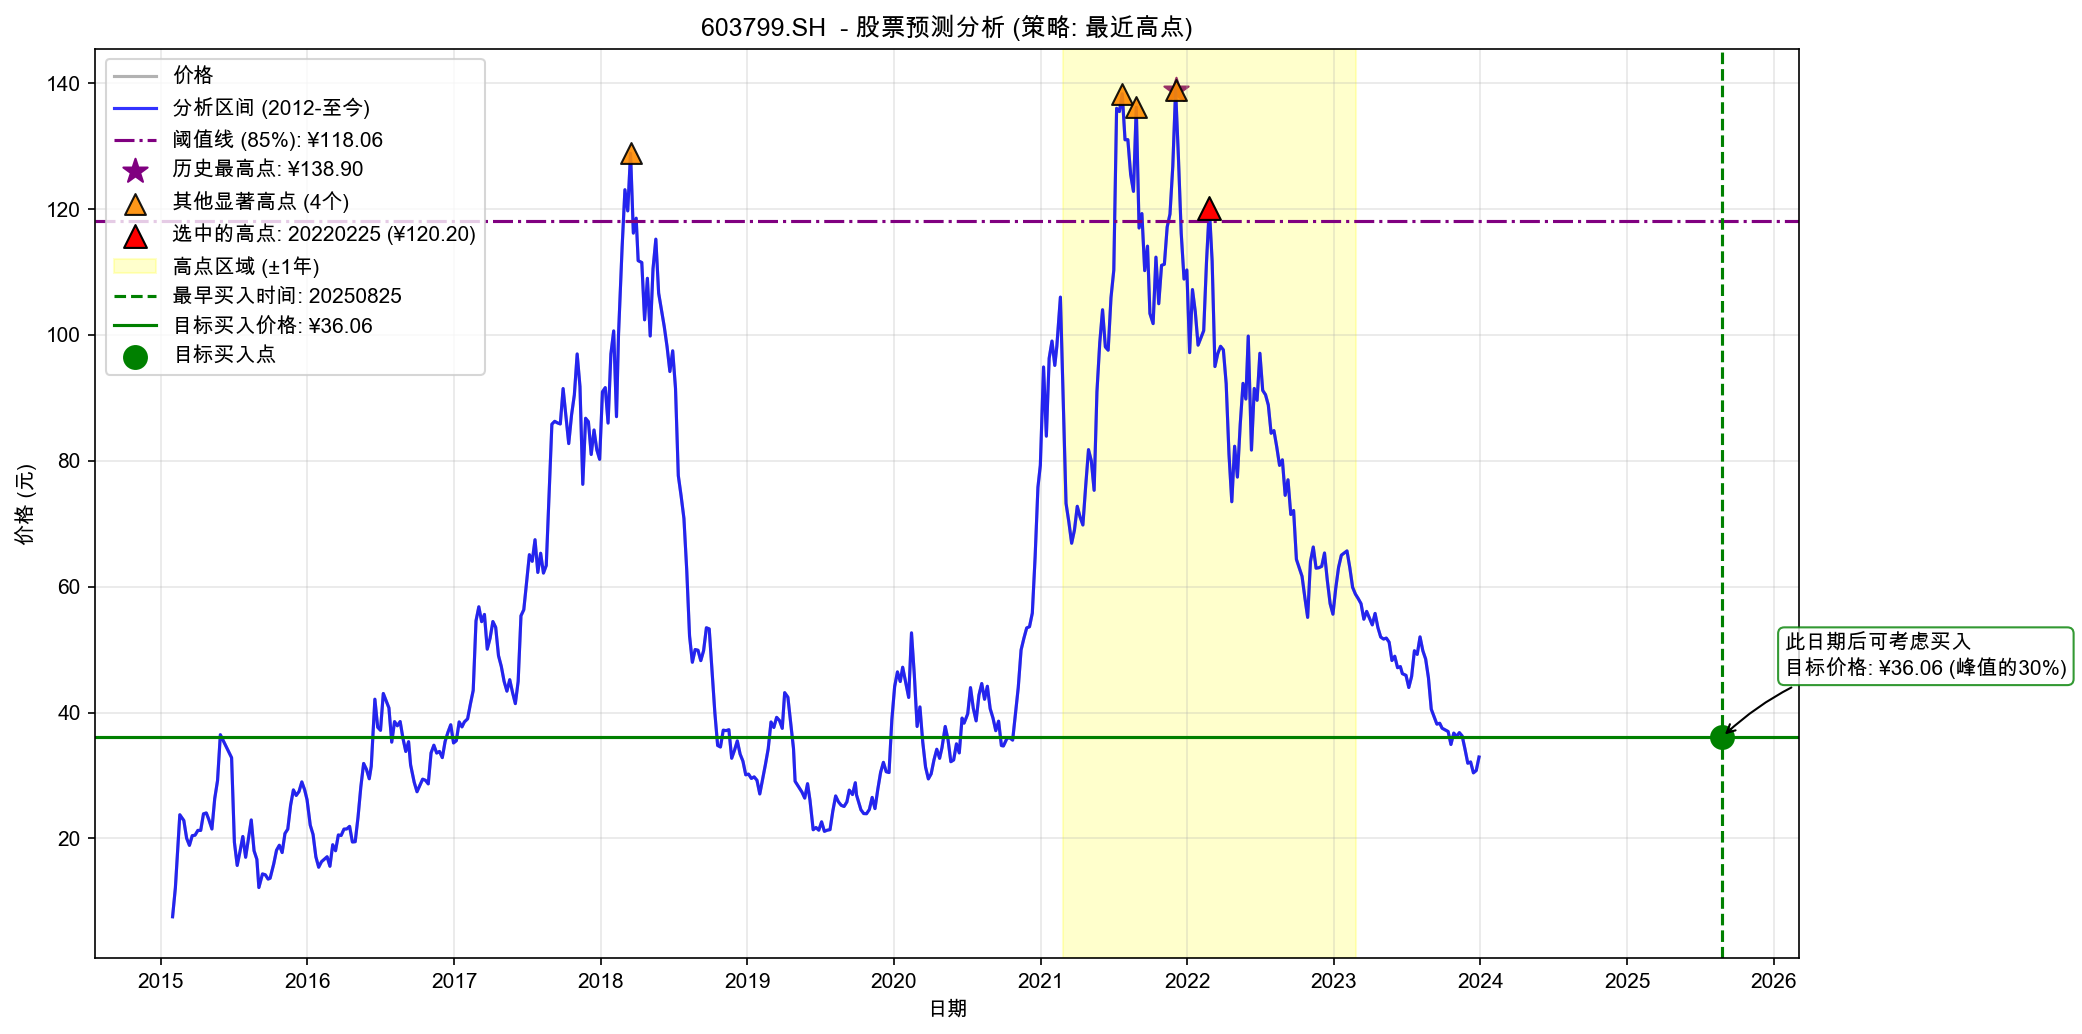 603799.SH - 股票预测分析 (策略: 最近高点)
价格
分析区间 (2012-至今)
阈值线 (85%): ¥118.06
历史最高点: ¥138.90
其他显著高点 (4个)
选中的高点: 20220225 (¥120.20)
高点区域 (±1年)
最早买入时间: 20250825
目标买入价格: ¥36.06
目标买入点
140
120
100
80
60
40
20
价格 (元)
此日期后可考虑买入
目标价格: ¥36.06 (峰值的30%)
2015 2016 2017 2018 2019 2020 2021 2022 2023 2024 2025 2026
日期